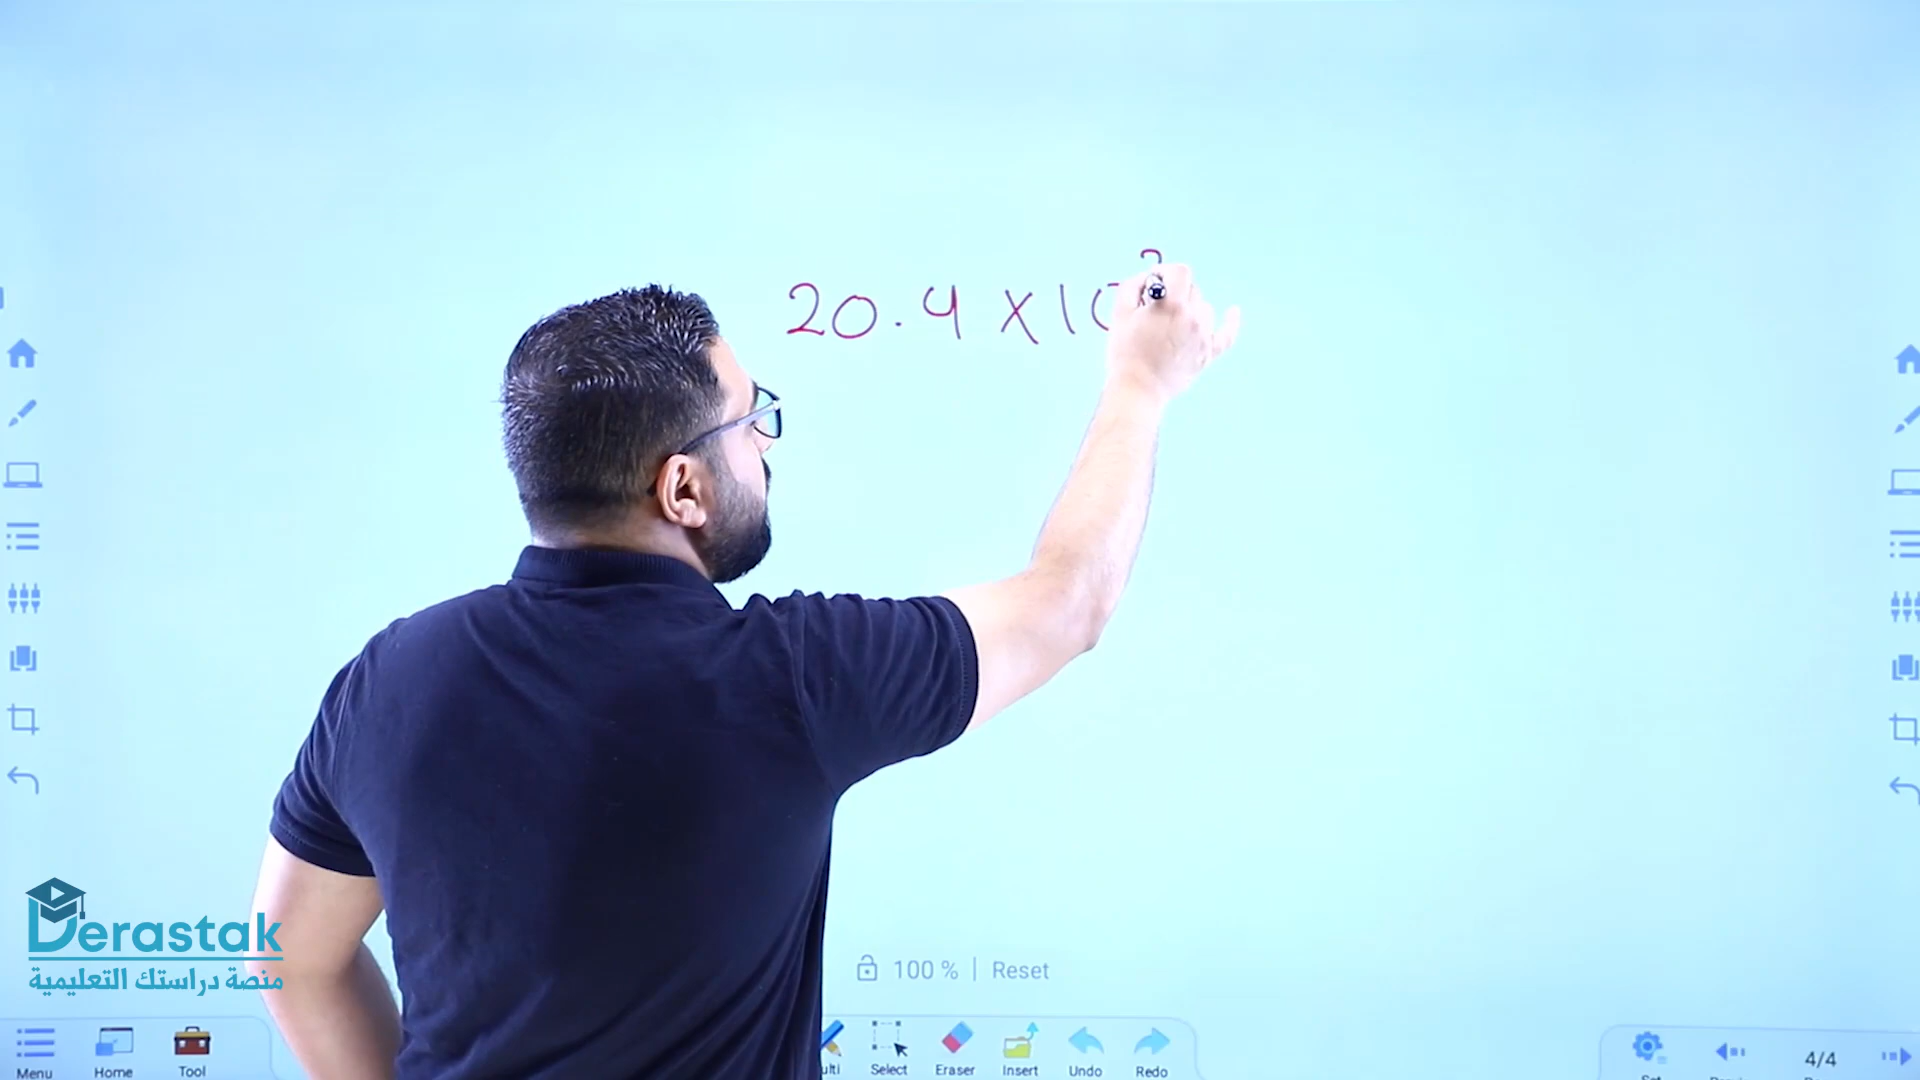 20.4 × 10
Derastak
منصة دراستك التعليمية
100 % | Reset
Menu Home Tool Select Eraser Insert Undo Redo 4/4